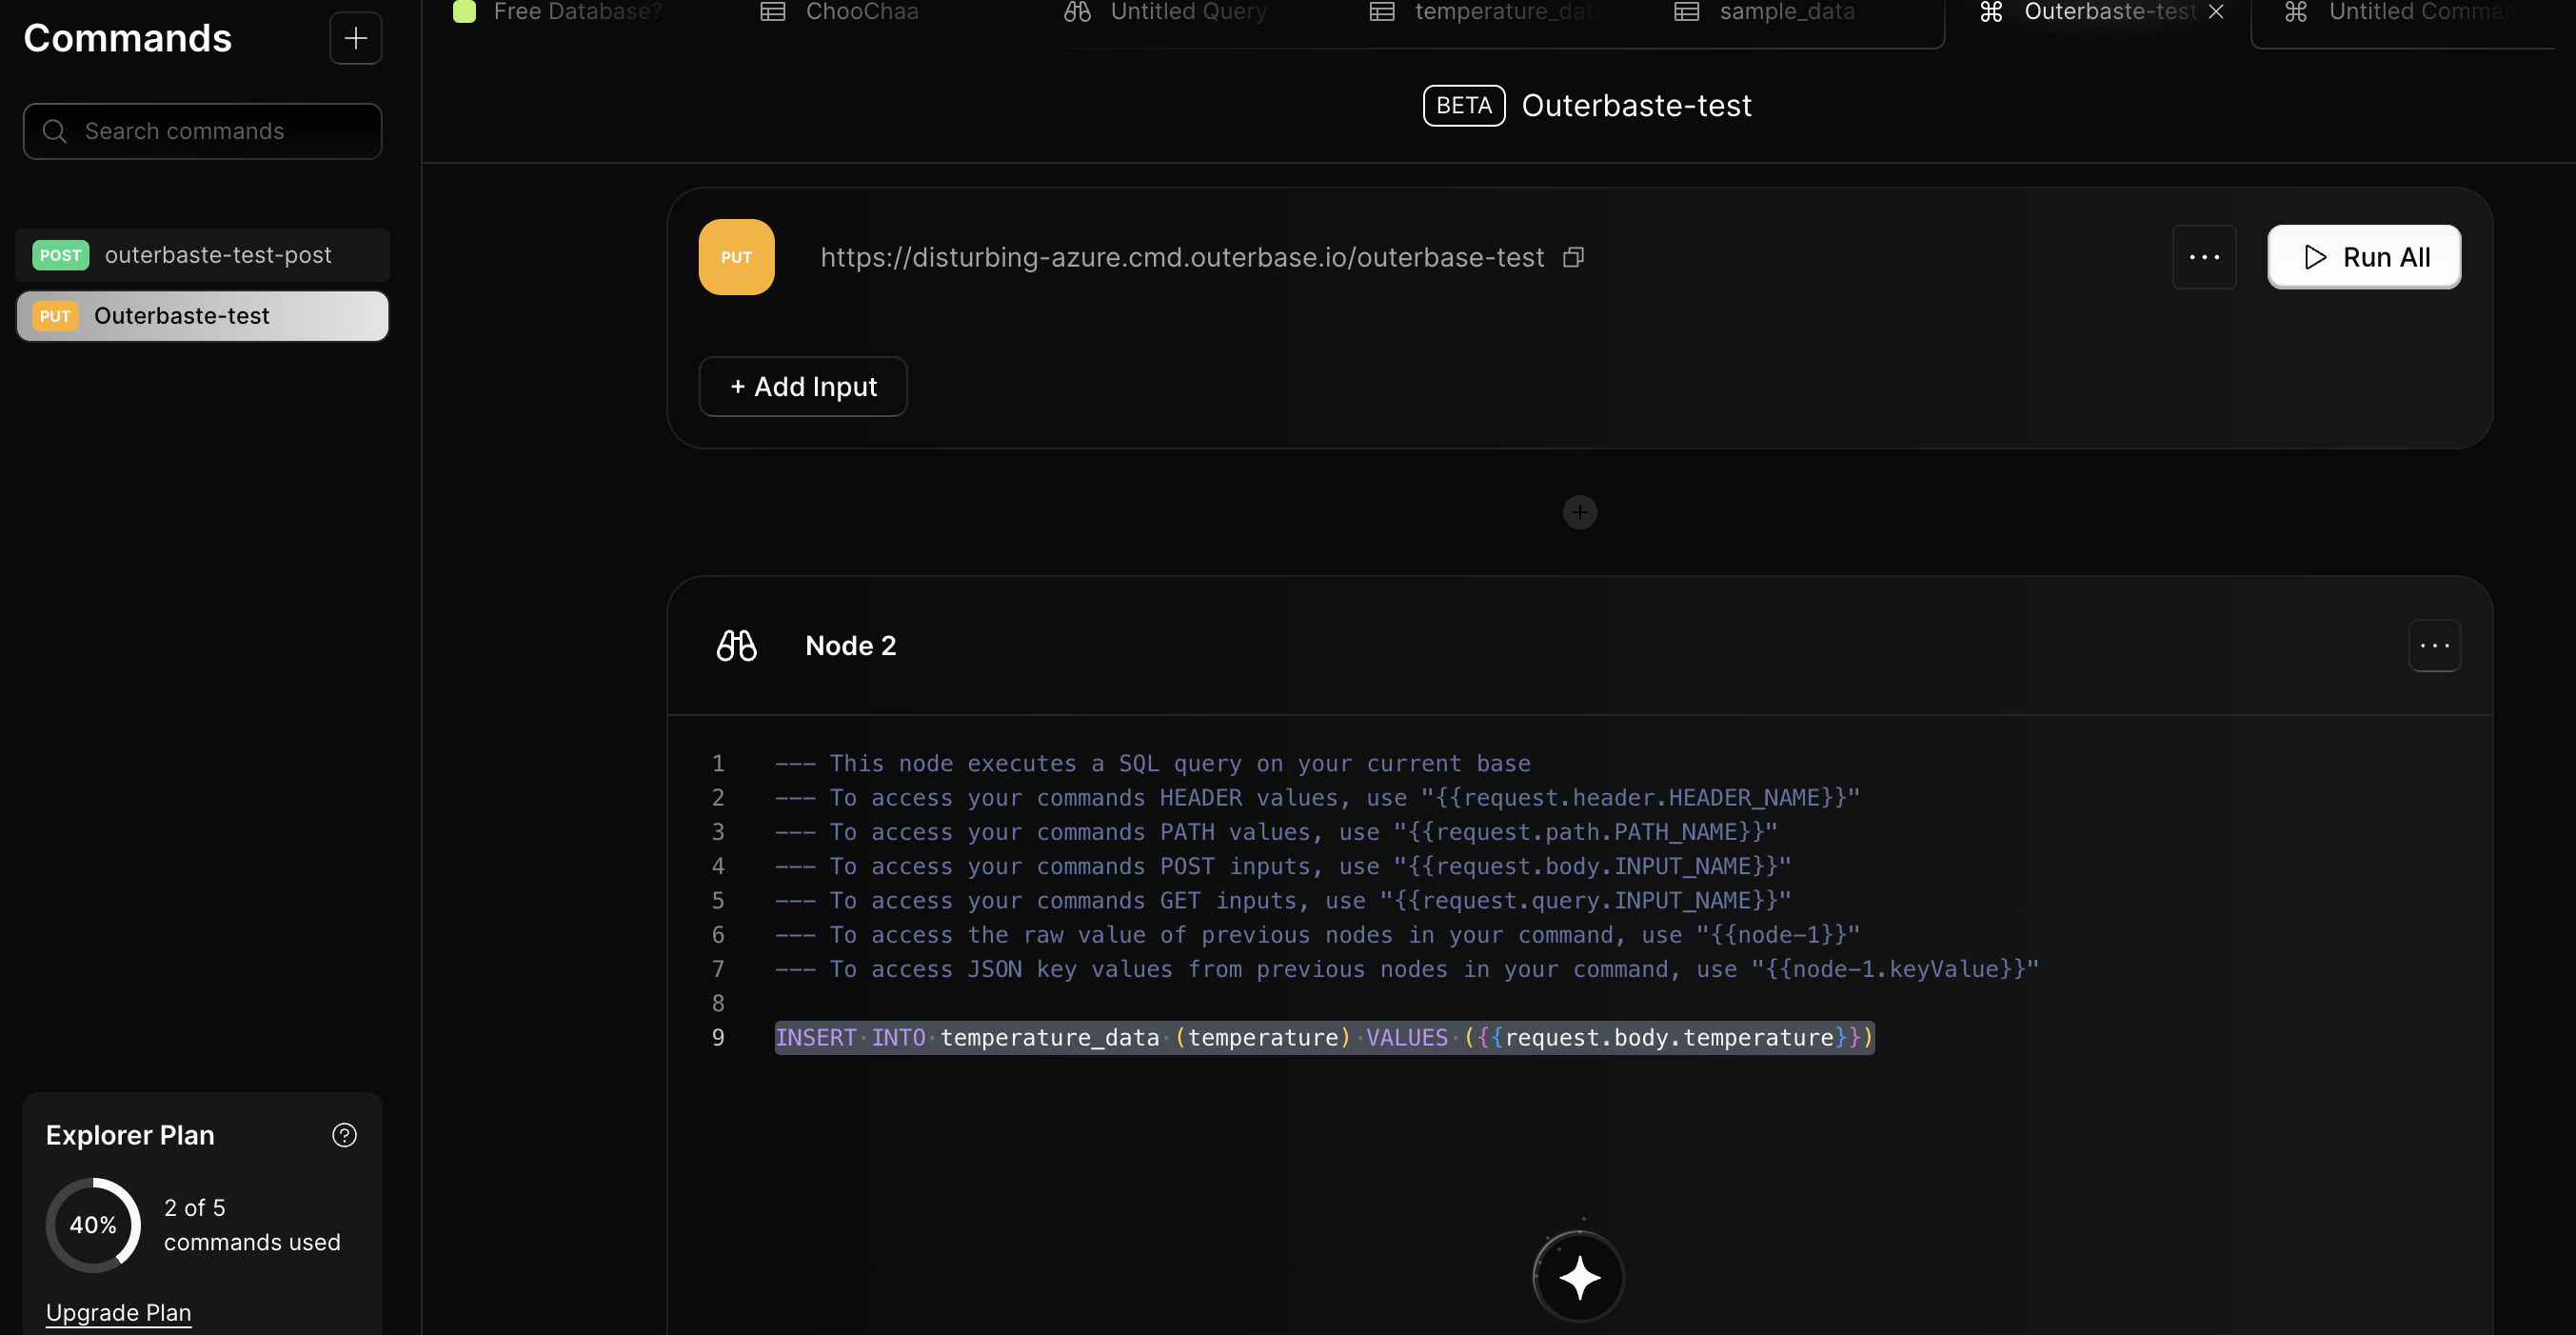 Commands
Search commands
POST outerbaste-test-post
PUT Outerbaste-test
Explorer Plan
40%
2 of 5
commands used
Upgrade Plan
Free Database?
ChooChaa
Untitled Query
temperature_data
sample_data
Outerbaste-test
Untitled Comman
BETA Outerbaste-test
PUT https://disturbing-azure.cmd.outerbase.io/outerbase-test
Run All
+ Add Input
Node 2
1 --- This node executes a SQL query on your current base
2 --- To access your commands HEADER values, use "{{request.header.HEADER_NAME}}"
3 --- To access your commands PATH values, use "{{request.path.PATH_NAME}}"
4 --- To access your commands POST inputs, use "{{request.body.INPUT_NAME}}"
5 --- To access your commands GET inputs, use "{{request.query.INPUT_NAME}}"
6 --- To access the raw value of previous nodes in your command, use "{{node-1}}"
7 --- To access JSON key values from previous nodes in your command, use "{{node-1.keyValue}}"
8
9 INSERT INTO temperature_data (temperature) VALUES ({{request.body.temperature}})